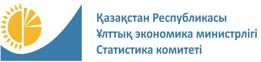 Қазақстан Республикасы
Ұлттық экономика министрлігі
Статистика комитеті